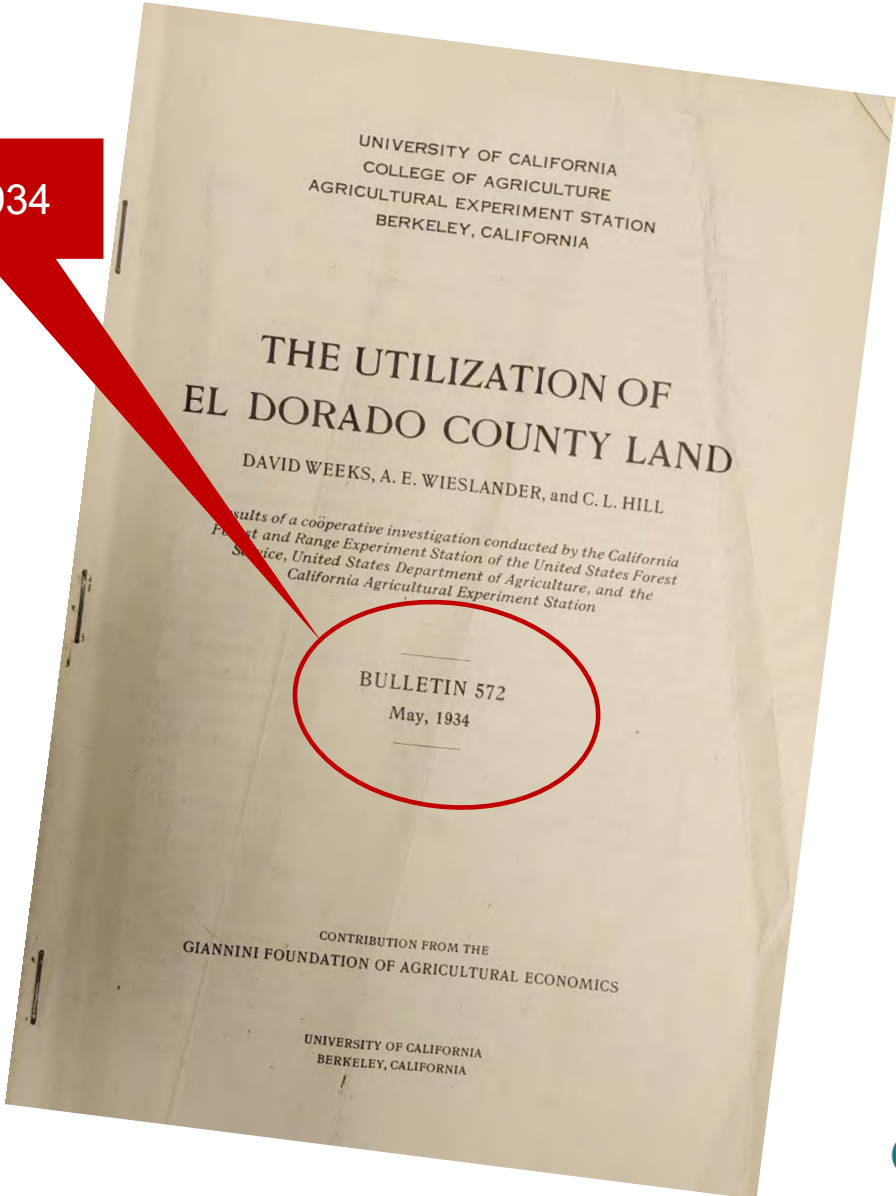 034
UNIVERSITY OF CALIFORNIA
COLLEGE OF AGRICULTURE
AGRICULTURAL EXPERIMENT STATION
BERKELEY, CALIFORNIA
THE UTILIZATION OF
EL DORADO COUNTY LAND
DAVID WEEKS, A. E. WIESLANDER, and C. L. HILL
sults of a coöperative investigation conducted by the California
st and Range Experiment Station of the United States Forest
ice, United States Department of Agriculture, and the
California Agricultural Experiment Station
BULLETIN 572
May, 1934
CONTRIBUTION FROM THE
GIANNINI FOUNDATION OF AGRICULTURAL ECONOMICS
UNIVERSITY OF CALIFORNIA
BERKELEY, CALIFORNIA